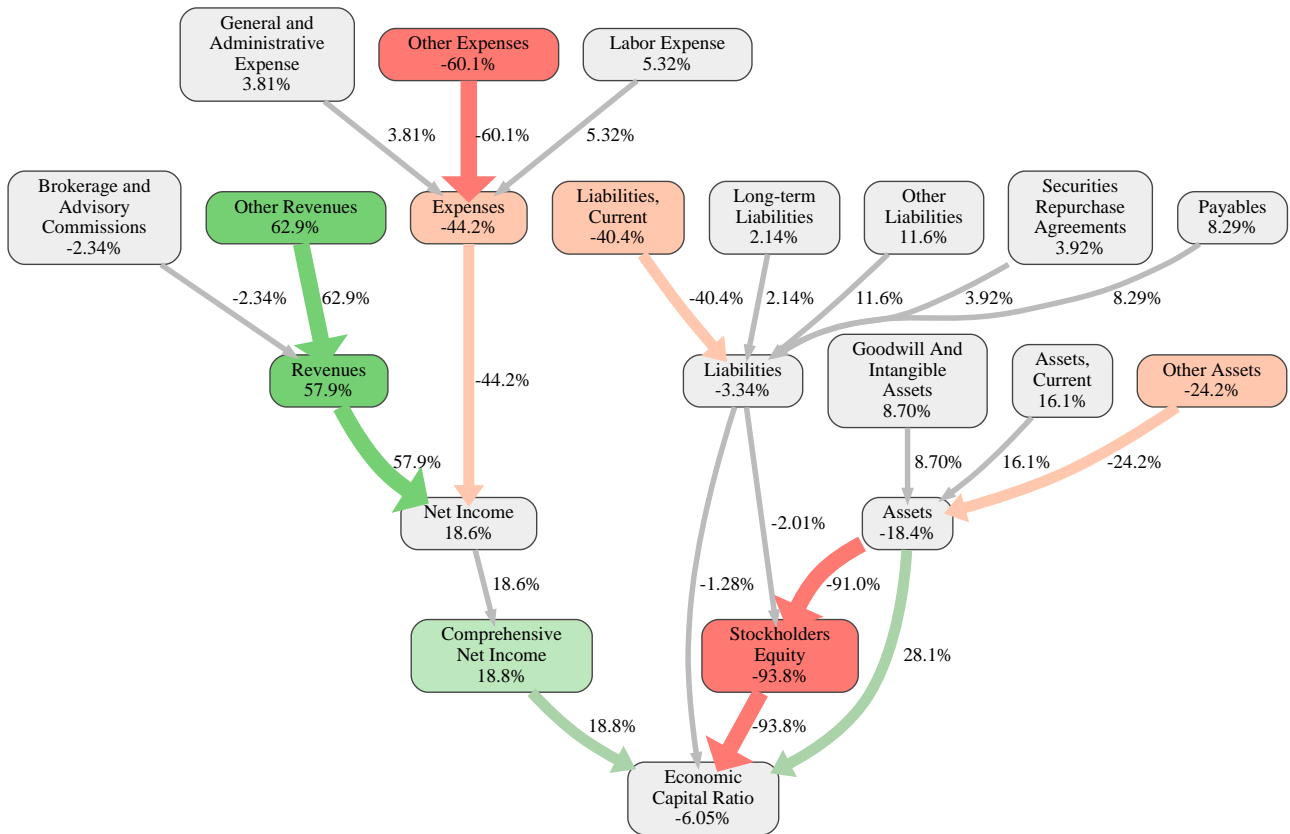 General and
Administrative
Expense
3.81%
Other Expenses
-60.1%
Labor Expense
5.32%
3.81%
-60.1%
5.32%
Brokerage and
Advisory
Commissions
-2.34%
Other Revenues
62.9%
Expenses
-44.2%
Liabilities,
Current
-40.4%
Long-term
Liabilities
2.14%
Other
Liabilities
11.6%
Securities
Repurchase
Agreements
3.92%
Payables
8.29%
-2.34%
62.9%
-40.4%
2.14%
11.6%
3.92%
8.29%
Revenues
57.9%
-44.2%
Liabilities
-3.34%
Goodwill And
Intangible
Assets
8.70%
Assets,
Current
16.1%
Other Assets
-24.2%
57.9%
8.70%
16.1%
-24.2%
Net Income
18.6%
-2.01%
Assets
-18.4%
18.6%
-1.28%
-91.0%
Comprehensive
Net Income
18.8%
Stockholders
Equity
-93.8%
28.1%
18.8%
-93.8%
Economic
Capital Ratio
-6.05%